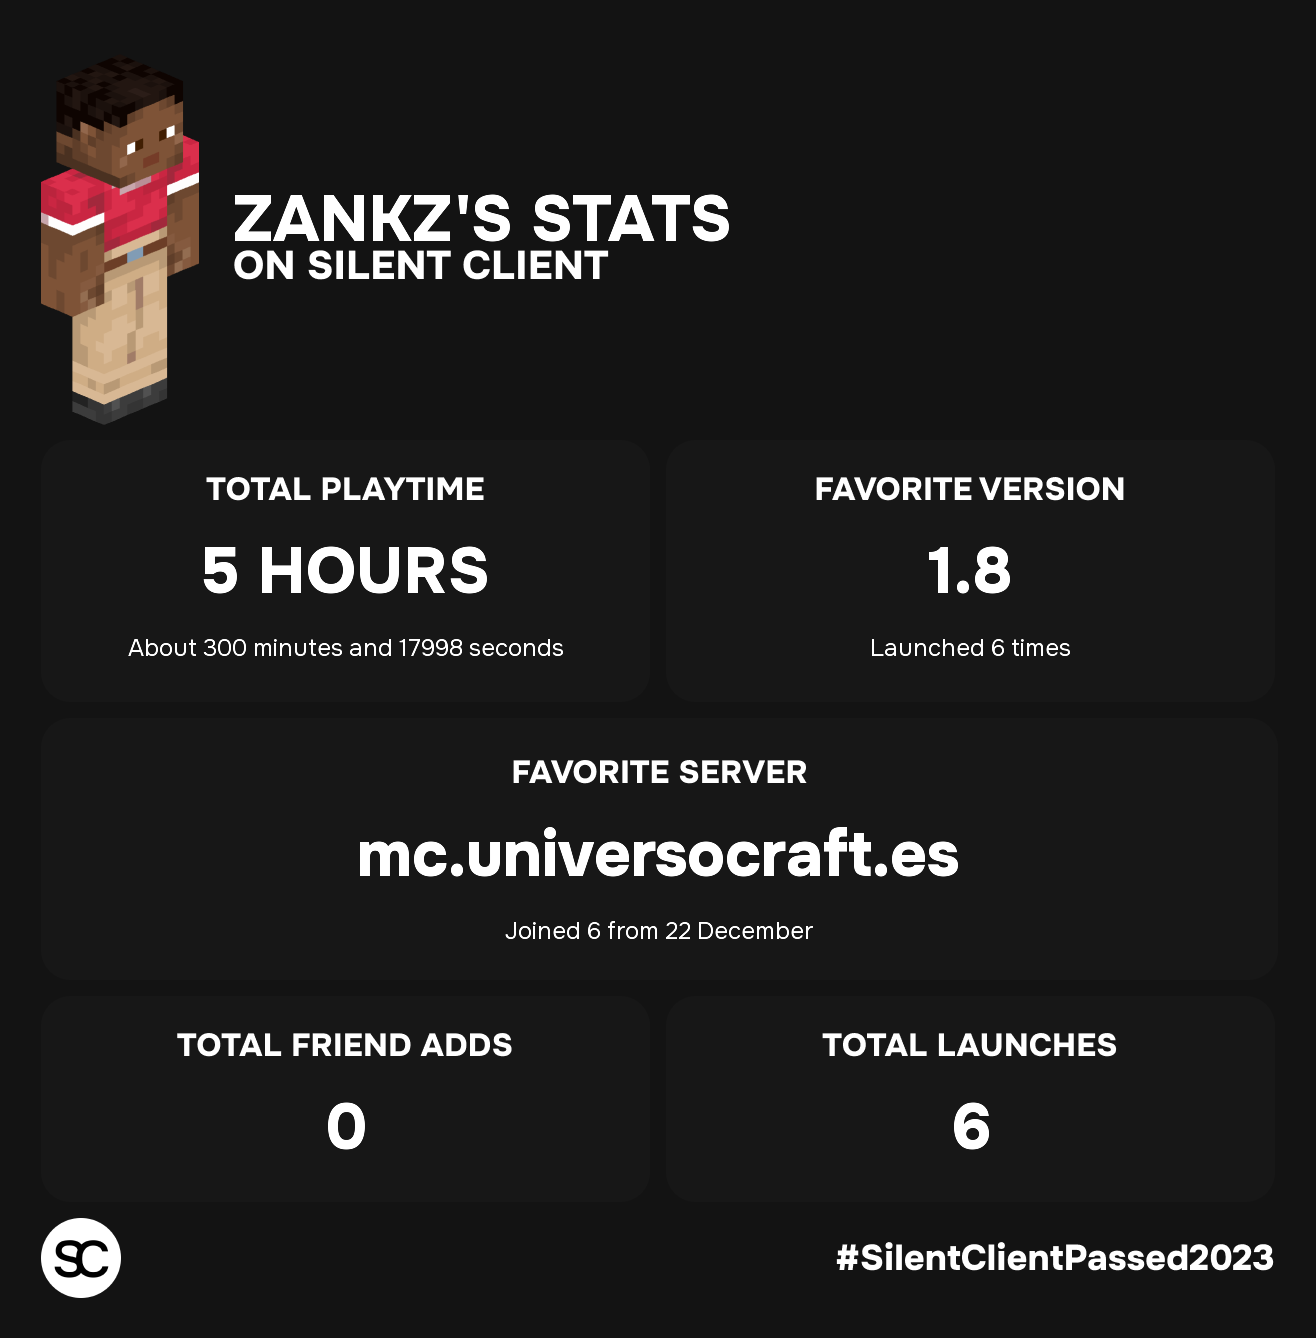 ZANKZ'S STATS
ON SILENT CLIENT
TOTAL PLAYTIME
5 HOURS
About 300 minutes and 17998 seconds
FAVORITE VERSION
1.8
Launched 6 times
FAVORITE SERVER
mc.universocraft.es
Joined 6 from 22 December
TOTAL FRIEND ADDS
0
TOTAL LAUNCHES
6
SC
#SilentClientPassed2023